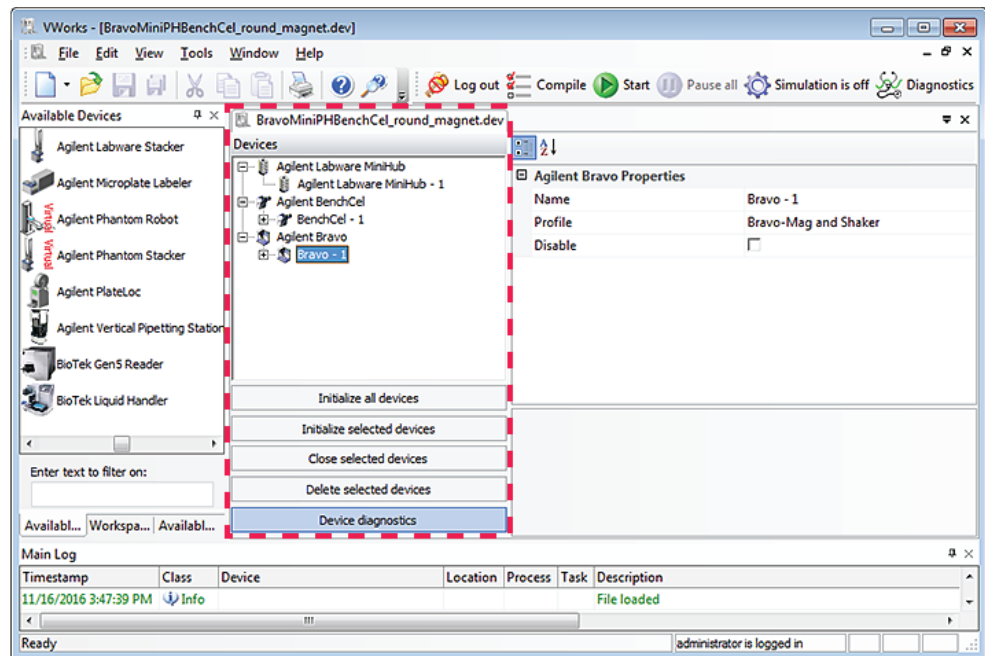 VWorks - [BravoMiniPHBenchCel_round_magnet.dev]
File Edit View Tools Window Help
Log out Compile Start Pause all Simulation is off Diagnostics
Available Devices
Agilent Labware Stacker
Agilent Microplate Labeler
Virtual
Agilent Phantom Robot
Virtual
Agilent Phantom Stacker
Agilent PlateLoc
Agilent Vertical Pipetting Station
BioTek Gen5 Reader
BioTek Liquid Handler
Enter text to filter on:
Availabl... Workspa... Availabl...
BravoMiniPHBenchCel_round_magnet.dev
Devices
Agilent Labware MiniHub
Agilent Labware MiniHub - 1
Agilent BenchCel
BenchCel - 1
Agilent Bravo
Bravo - 1
Initialize all devices
Initialize selected devices
Close selected devices
Delete selected devices
Device diagnostics
Agilent Bravo Properties
Name Bravo - 1
Profile Bravo-Mag and Shaker
Disable
Main Log
Timestamp Class Device Location Process Task Description
11/16/2016 3:47:39 PM Info File loaded
Ready administrator is logged in